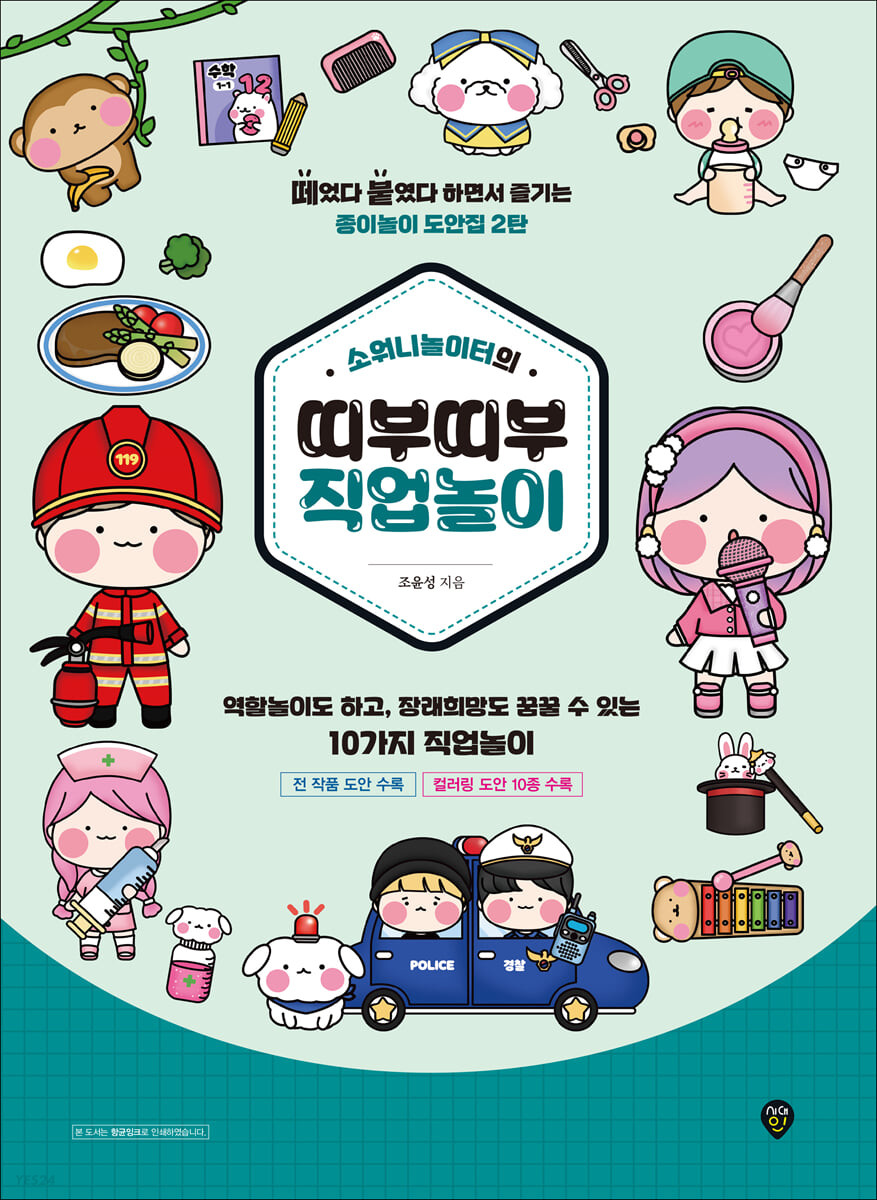 수학
1-1
12
3
떼었다 붙였다 하면서 즐기는
종이놀이 도안집 2탄
소워니놀이터의
띠부띠부
직업놀이
조윤성 지음
119
역할놀이도 하고, 장래희망도 꿈꿀 수 있는
10가지 직업놀이
전 작품 도안 수록
컬러링 도안 10종 수록
POLICE
경찰
시대인
본 도서는 항균잉크로 인쇄하였습니다.
YES24